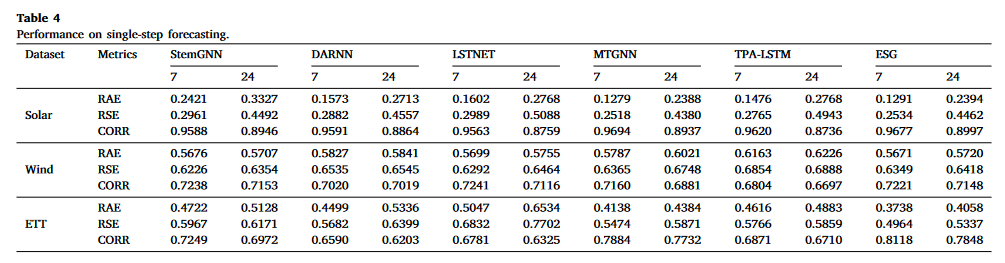 Table 4
Performance on single-step forecasting.
Dataset Metrics StemGNN DARNN LSTNET MTGNN TPA-LSTM ESG
7 24 7 24 7 24 7 24 7 24 7 24
RAE 0.2421 0.3327 0.1573 0.2713 0.1602 0.2768 0.1279 0.2388 0.1476 0.2768 0.1291 0.2394
Solar RSE 0.2961 0.4492 0.2882 0.4557 0.2989 0.5088 0.2518 0.4380 0.2765 0.4943 0.2534 0.4462
CORR 0.9588 0.8946 0.9591 0.8864 0.9563 0.8759 0.9694 0.8937 0.9620 0.8736 0.9677 0.8997
RAE 0.5676 0.5707 0.5827 0.5841 0.5699 0.5755 0.5787 0.6021 0.6163 0.6226 0.5671 0.5720
Wind RSE 0.6226 0.6354 0.6535 0.6545 0.6292 0.6464 0.6365 0.6748 0.6854 0.6888 0.6349 0.6418
CORR 0.7238 0.7153 0.7020 0.7019 0.7241 0.7116 0.7160 0.6881 0.6804 0.6697 0.7221 0.7148
RAE 0.4722 0.5128 0.4499 0.5336 0.5047 0.6534 0.4138 0.4384 0.4616 0.4883 0.3738 0.4058
ETT RSE 0.5967 0.6171 0.5682 0.6399 0.6832 0.7702 0.5474 0.5871 0.5766 0.5859 0.4964 0.5337
CORR 0.7249 0.6972 0.6590 0.6203 0.6781 0.6325 0.7884 0.7732 0.6871 0.6710 0.8118 0.7848